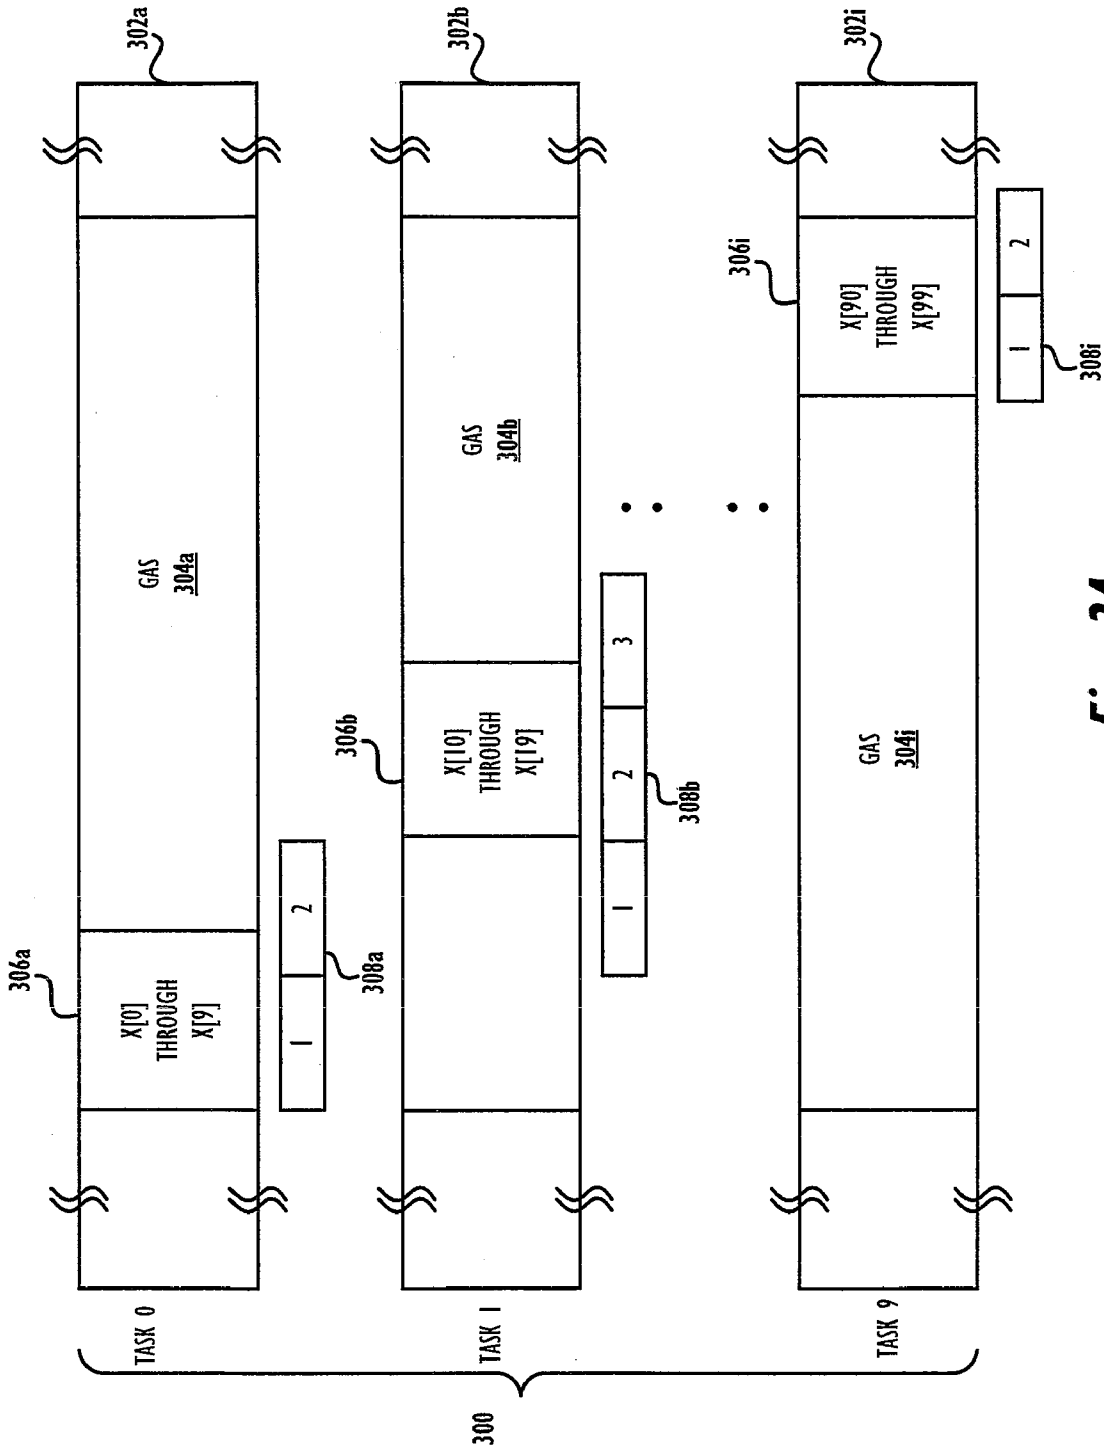 306a
302a
TASK 0
X[0]
THROUGH
X[9]
GAS
304a
1
2
308a
300
306b
302b
TASK 1
X[10]
THROUGH
X[19]
GAS
304b
1
2
3
308b
306i
302i
TASK 9
GAS
304i
X[90]
THROUGH
X[99]
1
2
308i